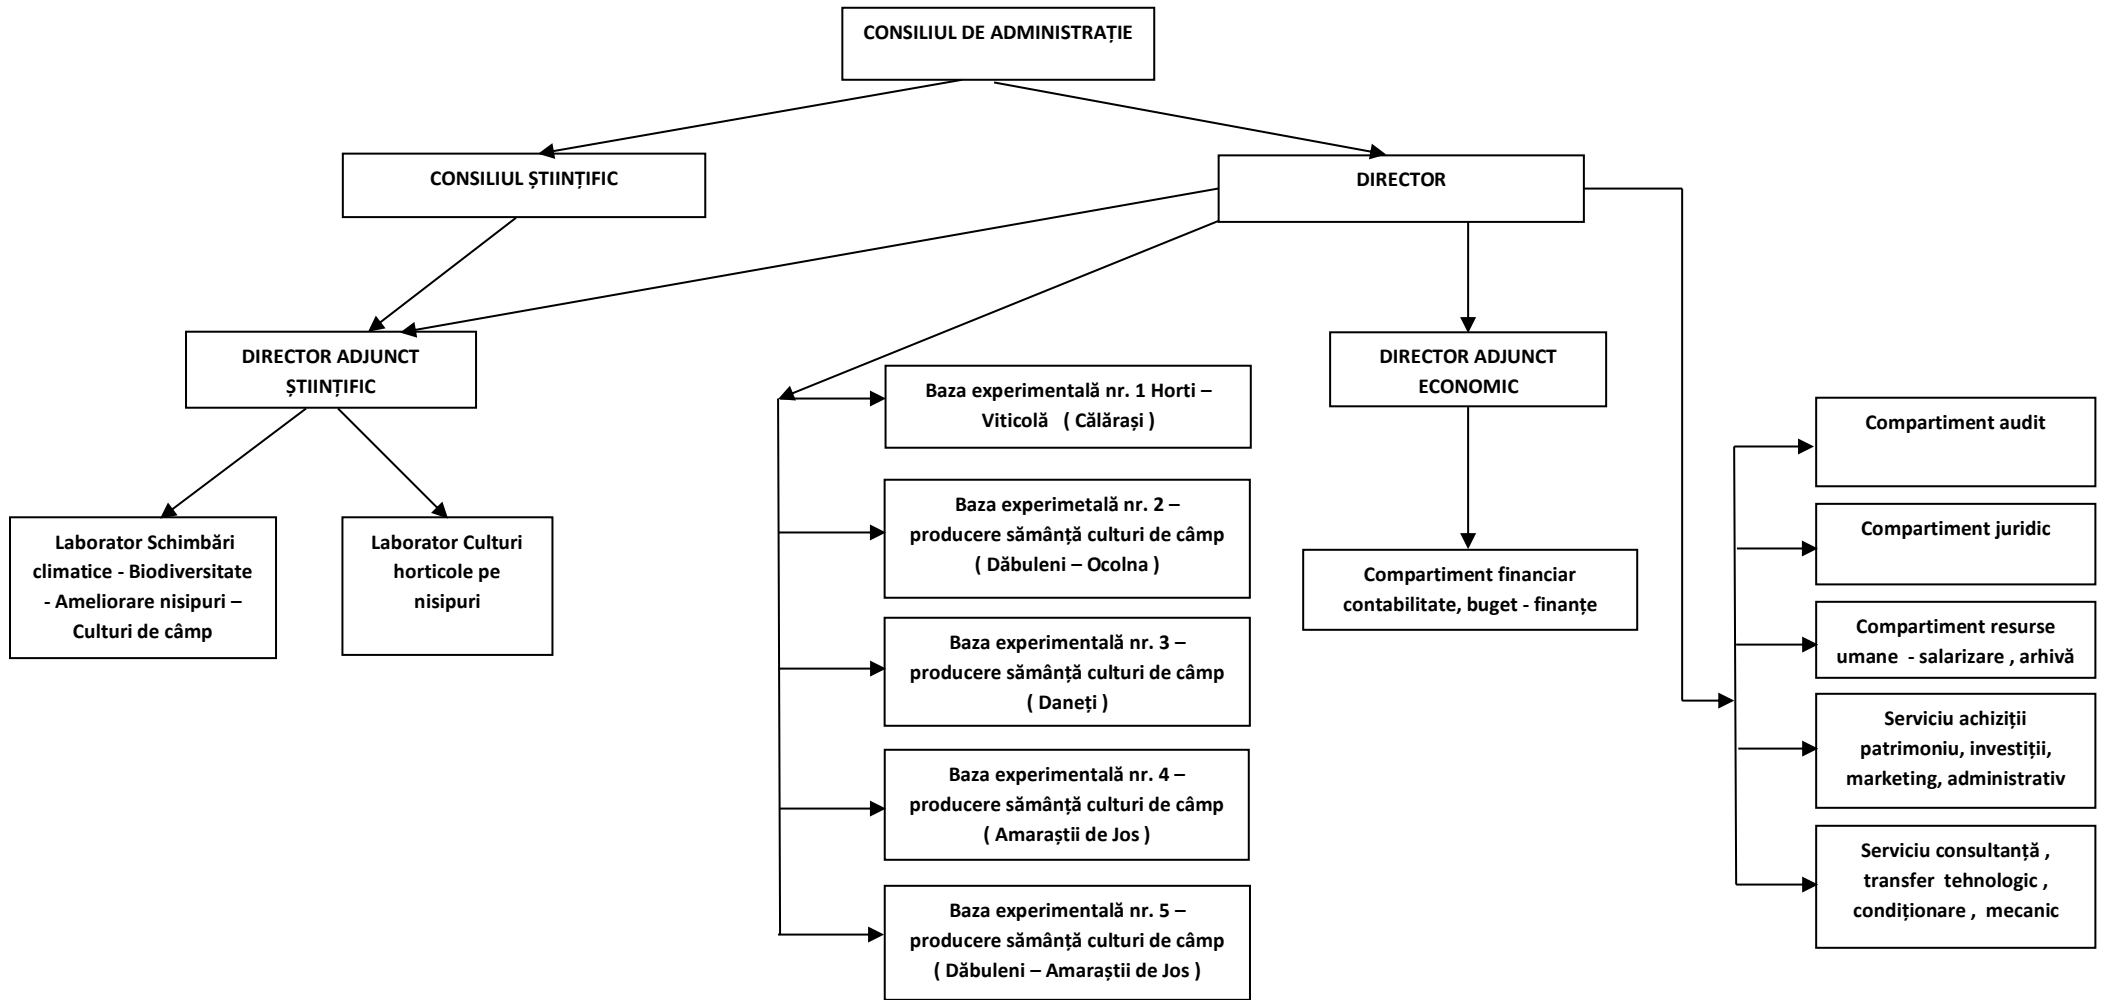 CONSILIUL DE ADMINISTRAȚIE
CONSILIUL ȘTIINȚIFIC
DIRECTOR
DIRECTOR ADJUNCT
ȘTIINȚIFIC
Laborator Schimbări
climatice - Biodiversitate
- Ameliorare nisipuri –
Culturi de câmp
Laborator Culturi
horticole pe
nisipuri
Baza experimentală nr. 1 Horti –
Viticolă ( Călărași )
Baza experimetală nr. 2 –
producere sămânță culturi de câmp
( Dăbuleni – Ocolna )
Baza experimentală nr. 3 –
producere sămânță culturi de câmp
( Daneți )
Baza experimentală nr. 4 –
producere sămânță culturi de câmp
( Amaraștii de Jos )
Baza experimentală nr. 5 –
producere sămânță culturi de câmp
( Dăbuleni – Amaraștii de Jos )
DIRECTOR ADJUNCT
ECONOMIC
Compartiment financiar
contabilitate, buget - finanțe
Compartiment audit
Compartiment juridic
Compartiment resurse
umane - salarizare , arhivă
Serviciu achiziții
patrimoniu, investiții,
marketing, administrativ
Serviciu consultanță ,
transfer tehnologic ,
condiționare , mecanic